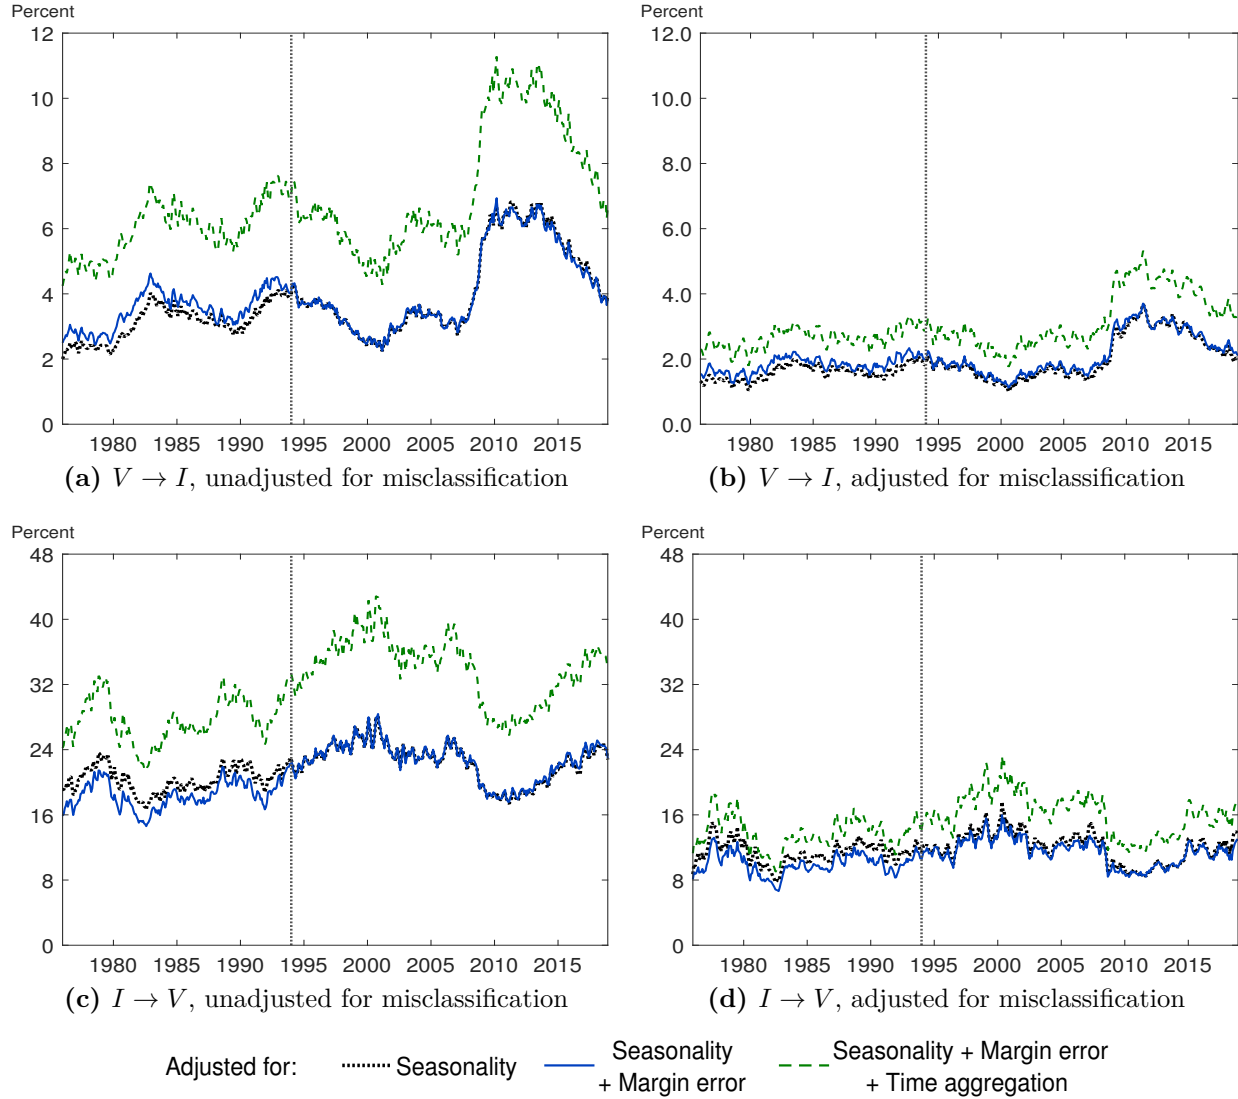 Percent
12
10
8
6
4
2
0
1980 1985 1990 1995 2000 2005 2010 2015
(a) V → I, unadjusted for misclassification
Percent
12.0
10.0
8.0
6.0
4.0
2.0
0.0
1980 1985 1990 1995 2000 2005 2010 2015
(b) V → I, adjusted for misclassification
Percent
48
40
32
24
16
8
0
1980 1985 1990 1995 2000 2005 2010 2015
(c) I → V, unadjusted for misclassification
Percent
48
40
32
24
16
8
0
1980 1985 1990 1995 2000 2005 2010 2015
(d) I → V, adjusted for misclassification
Adjusted for:
Seasonality
Seasonality
+ Margin error
Seasonality + Margin error
+ Time aggregation